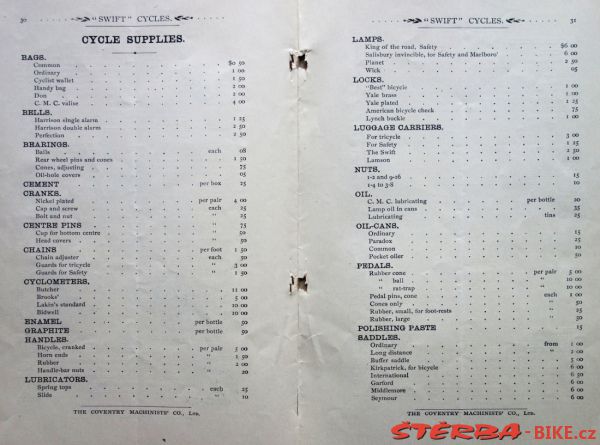 30 "SWIFT" CYCLES.
CYCLE SUPPLIES.
BAGS.
Common $0 50
Ordinary 1 00
Cyclist wallet 1 50
Handy bag 2 00
Don 2 00
C. M. C. valise 4 00
BELLS.
Harrison single alarm 1 25
Harrison double alarm 2 50
Perfection 2 50
BEARINGS.
Balls each 08
Rear wheel pins and cones " 1 50
Cones, adjusting " 75
Oil-hole covers " 05
CEMENT per box 25
CRANKS.
Nickel plated per pair 4 00
Cap and screw each 25
Bolt and nut " 25
CENTRE PINS " 75
Cup for bottom centre " 50
Head covers " 50
CHAINS per foot 1 50
Chain adjuster each 50
Guards for tricycle " 3 00
Guards for Safety " 1 50
CYCLOMETERS.
Butcher 11 00
Brooks' 5 00
Lakin's standard 10 00
Bidwell 10 00
ENAMEL per bottle 50
GRAPHITE per bottle 50
HANDLES.
Bicycle, cranked per pair 5 00
Horn ends " 1 50
Rubber " 2 00
Handle-bar nuts " 20
LUBRICATORS.
Spring tops each 25
Slide " 10
THE COVENTRY MACHINISTS' CO., LTD.
"SWIFT" CYCLES. 31
LAMPS.
King of the road, Safety $6 00
Salisbury invincible, for Safety and Marlboro' 6 00
Planet 2 50
Wick 05
LOCKS.
"Best" bicycle 1 00
Yale brass 1 00
Yale plated 1 25
American bicycle check 75
Lynch buckle 1 00
LUGGAGE CARRIERS.
For tricycle 3 00
For Safety 1 25
The Swift 2 50
Lamson 1 00
NUTS.
1-2 and 9-16 15
1-4 to 3-8 10
OIL.
C. M. C. lubricating per bottle 20
Lamp oil in cans 35
Lubricating tins 25
OIL-CANS.
Ordinary 15
Paradox 25
Common 10
Pocket oiler 50
PEDALS.
Rubber cone per pair 5 00
" ball " 10 00
" rat-trap " 10 00
Pedal pins, cone each 1 00
Cones only " 50
Rubber, small, for foot-rests " 25
Rubber, large " 50
POLISHING PASTE 15
SADDLES.
Ordinary from 1 00
Long distance " 2 00
Buffer saddle 5 00
Kirkpatrick, for bicycle 6 00
International 6 50
Garford 6 00
Middlemore 6 00
Seymour 6 00
THE COVENTRY MACHINISTS' CO., LTD.
ŠTĚRBA-BIKE.cz